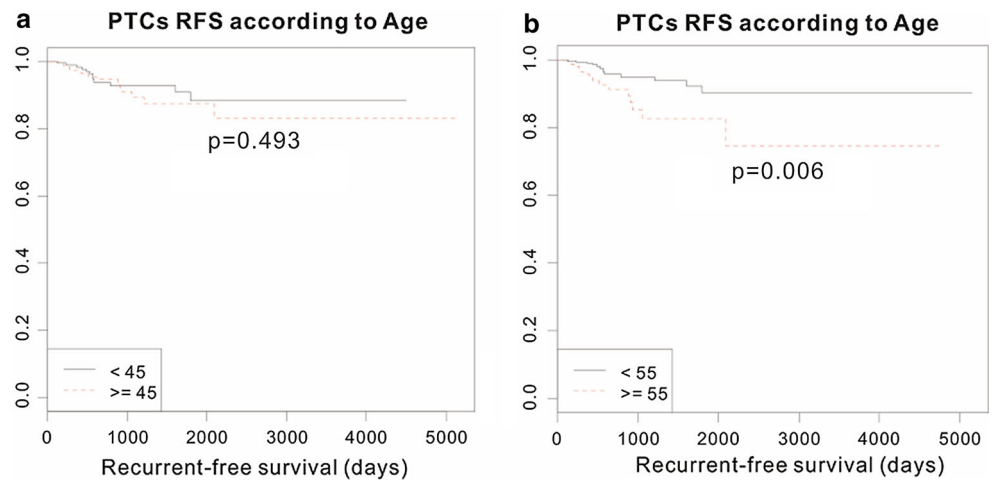 a
PTCs RFS according to Age
1.0
0.8
0.6
0.4
0.2
0.0
p=0.493
< 45
>= 45
0 1000 2000 3000 4000 5000
Recurrent-free survival (days)
b
PTCs RFS according to Age
1.0
0.8
0.6
0.4
0.2
0.0
p=0.006
< 55
>= 55
0 1000 2000 3000 4000 5000
Recurrent-free survival (days)